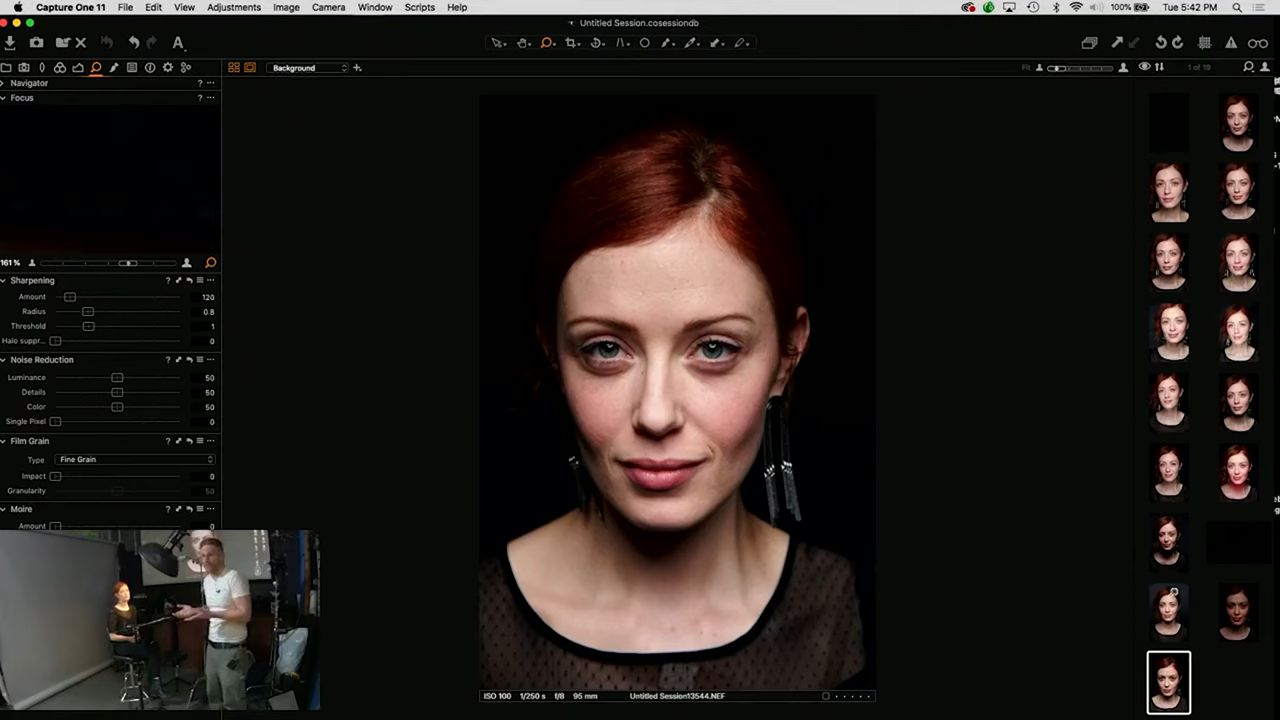 Capture One 11 File Edit View Adjustments Image Camera Window Scripts Help 100% Tue 5:42 PM
Untitled Session.cosessiondb
A
Background
Fit
1 of 19
Navigator ? ...
Focus ? ...
161 %
Sharpening ?
Amount 120
Radius 0.8
Threshold 1
Halo suppr... 0
Noise Reduction ?
Luminance 50
Details 50
Color 50
Single Pixel 0
Film Grain ?
Type Fine Grain
Impact 0
Granularity 50
Moire ?
Amount 0
ISO 100 1/250 s f/8 95 mm Untitled Session13544.NEF